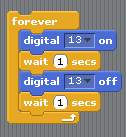 forever
digital 13 on
wait 1 secs
digital 13 off
wait 1 secs